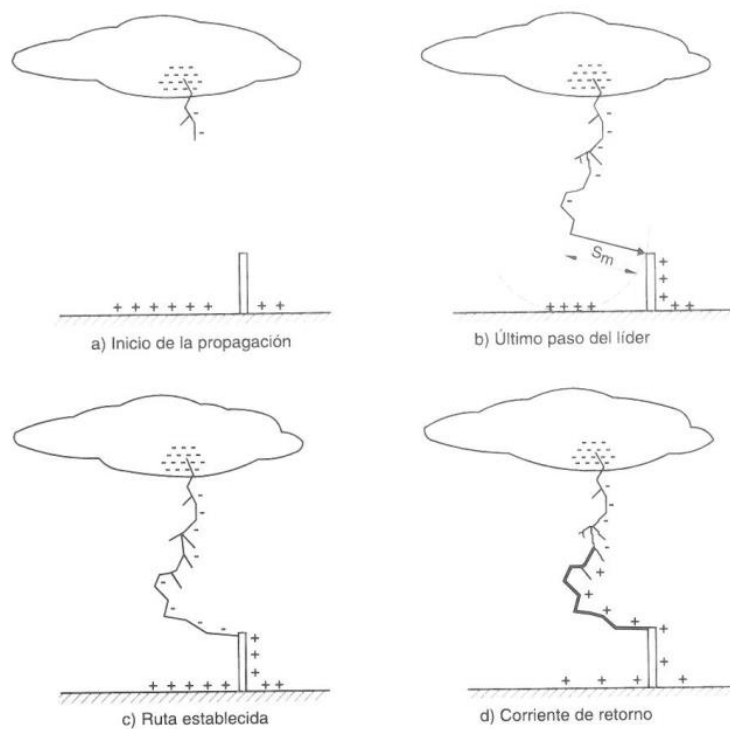 a) Inicio de la propagación
Sm
b) Último paso del líder
c) Ruta establecida
d) Corriente de retorno